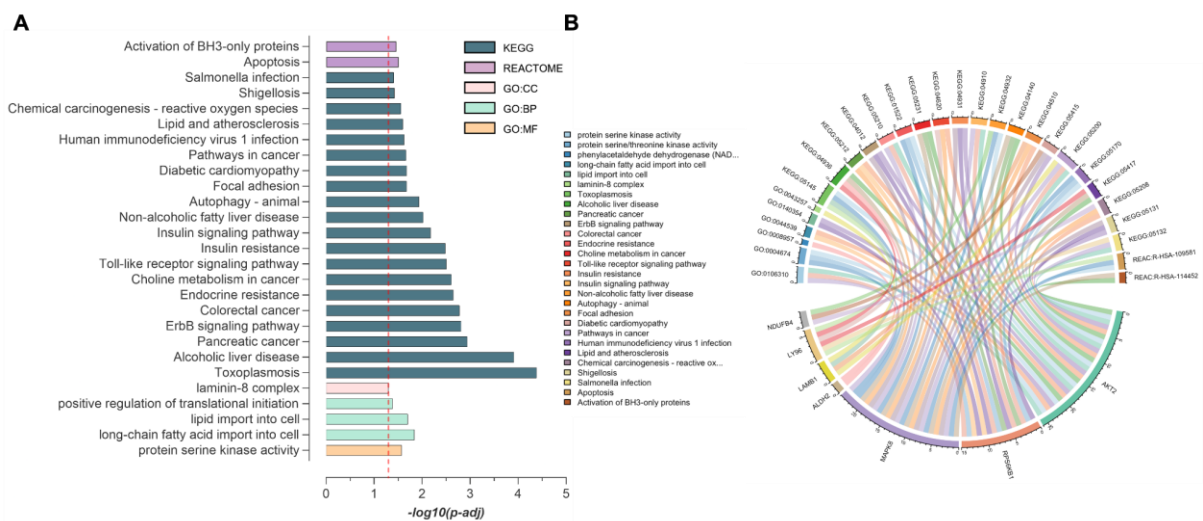 A
Activation of BH3-only proteins
Apoptosis
Salmonella infection
Shigellosis
Chemical carcinogenesis - reactive oxygen species
Lipid and atherosclerosis
Human immunodeficiency virus 1 infection
Pathways in cancer
Diabetic cardiomyopathy
Focal adhesion
Autophagy - animal
Non-alcoholic fatty liver disease
Insulin signaling pathway
Insulin resistance
Toll-like receptor signaling pathway
Choline metabolism in cancer
Endocrine resistance
Colorectal cancer
ErbB signaling pathway
Pancreatic cancer
Alcoholic liver disease
Toxoplasmosis
laminin-8 complex
positive regulation of translational initiation
lipid import into cell
long-chain fatty acid import into cell
protein serine kinase activity
0 1 2 3 4 5
-log10(p-adj)
KEGG
REACTOME
GO:CC
GO:BP
GO:MF
B
protein serine kinase activity
protein serine/threonine kinase activity
phenylacetaldehyde dehydrogenase (NAD...
long-chain fatty acid import into cell
lipid import into cell
laminin-8 complex
Toxoplasmosis
Alcoholic liver disease
Pancreatic cancer
ErbB signaling pathway
Colorectal cancer
Endocrine resistance
Choline metabolism in cancer
Toll-like receptor signaling pathway
Insulin resistance
Insulin signaling pathway
Non-alcoholic fatty liver disease
Autophagy - animal
Focal adhesion
Diabetic cardiomyopathy
Pathways in cancer
Human immunodeficiency virus 1 infection
Lipid and atherosclerosis
Chemical carcinogenesis - reactive ox...
Shigellosis
Salmonella infection
Apoptosis
Activation of BH3-only proteins
GO:0106310
GO:0004674
GO:0008957
GO:0044539
GO:0140354
GO:0043257
KEGG:05145
KEGG:04936
KEGG:05212
KEGG:04012
KEGG:05210
KEGG:01522
KEGG:05231
KEGG:04620
KEGG:04931
KEGG:04910
KEGG:04932
KEGG:04140
KEGG:04510
KEGG:05415
KEGG:05200
KEGG:05170
KEGG:05417
KEGG:05208
KEGG:05131
KEGG:05132
REAC:R-HSA-109581
REAC:R-HSA-114452
AKT2
RPS6KB1
MAPK8
ALDH2
LAMB1
LY96
NDUFB4